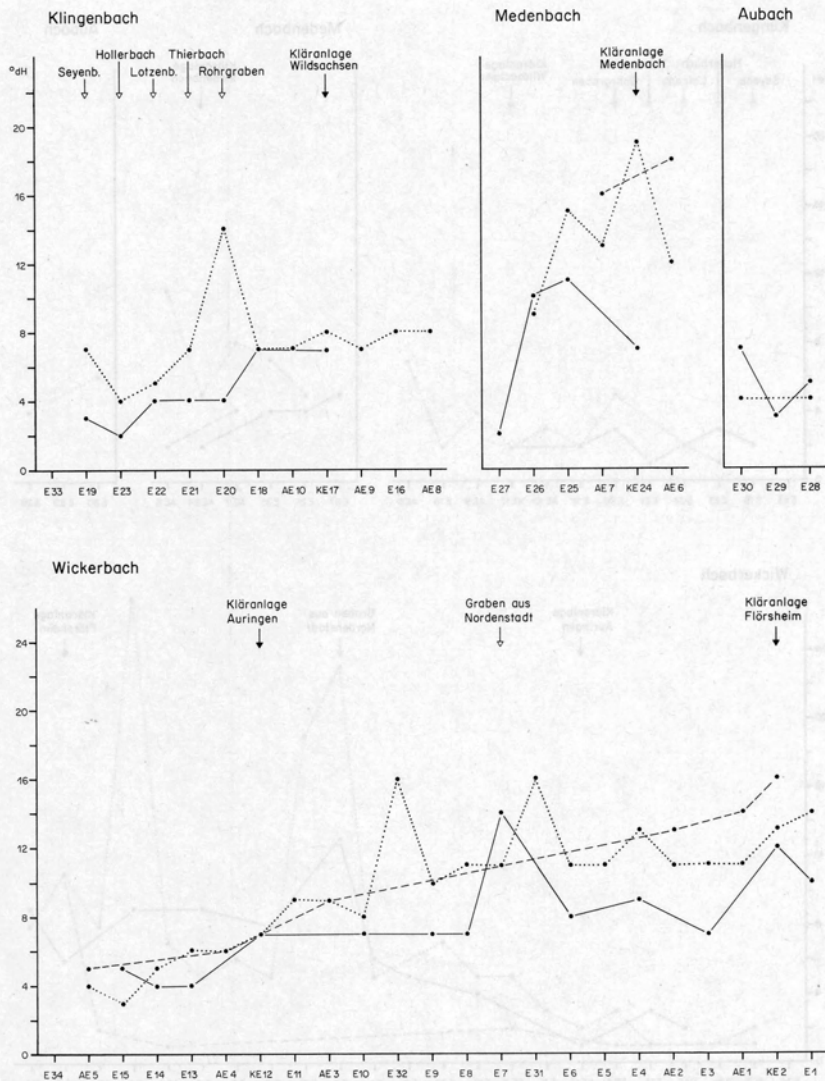 Klingenbach
Medenbach
Aubach
Hollerbach
Thierbach
Kläranlage
Wildsachsen
Kläranlage
Medenbach
°dH
Seyenb.
Lotzenb.
Rohrgraben
20
16
12
8
4
0
E33 E19 E23 E22 E21 E20 E18 AE10 KE17 AE9 E16 AE8
E27 E26 E25 AE7 KE24 AE6
E30 E29 E28
Wickerbach
Kläranlage
Auringen
Graben aus
Nordenstadt
Kläranlage
Flörsheim
24
20
16
12
8
4
0
E34 AE5 E15 E14 E13 AE4 KE12 E11 AE3 E10 E32 E9 E8 E7 E31 E6 E5 E4 AE2 E3 AE1 KE2 E1